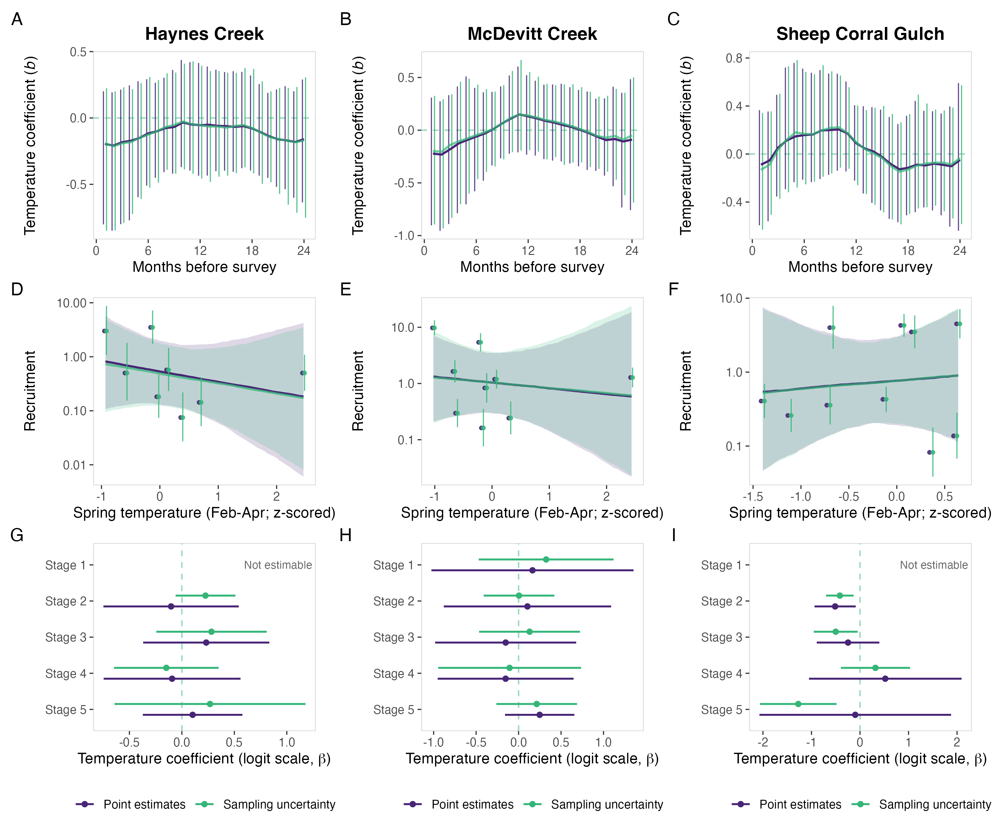 A
B
C
Haynes Creek
McDevitt Creek
Sheep Corral Gulch
Temperature coefficient (b)
0.5
0.0
-0.5
0
6
12
18
24
Months before survey
Temperature coefficient (b)
0.5
0.0
-0.5
-1.0
0
6
12
18
24
Months before survey
Temperature coefficient (b)
0.8
0.4
0.0
-0.4
0
6
12
18
24
Months before survey
D
E
F
Recruitment
10.00
1.00
0.10
0.01
-1
0
1
2
Spring temperature (Feb-Apr; z-scored)
Recruitment
10.0
1.0
0.1
-1
0
1
2
Spring temperature (Feb-Apr; z-scored)
Recruitment
10.0
1.0
0.1
-1.5
-1.0
-0.5
0.0
0.5
Spring temperature (Feb-Apr; z-scored)
G
H
I
Stage 1
Not estimable
Stage 2
Stage 3
Stage 4
Stage 5
-0.5
0.0
0.5
1.0
Temperature coefficient (logit scale, β)
Stage 1
Stage 2
Stage 3
Stage 4
Stage 5
-1.0
-0.5
0.0
0.5
1.0
Temperature coefficient (logit scale, β)
Stage 1
Not estimable
Stage 2
Stage 3
Stage 4
Stage 5
-2
-1
0
1
2
Temperature coefficient (logit scale, β)
Point estimates
Sampling uncertainty
Point estimates
Sampling uncertainty
Point estimates
Sampling uncertainty